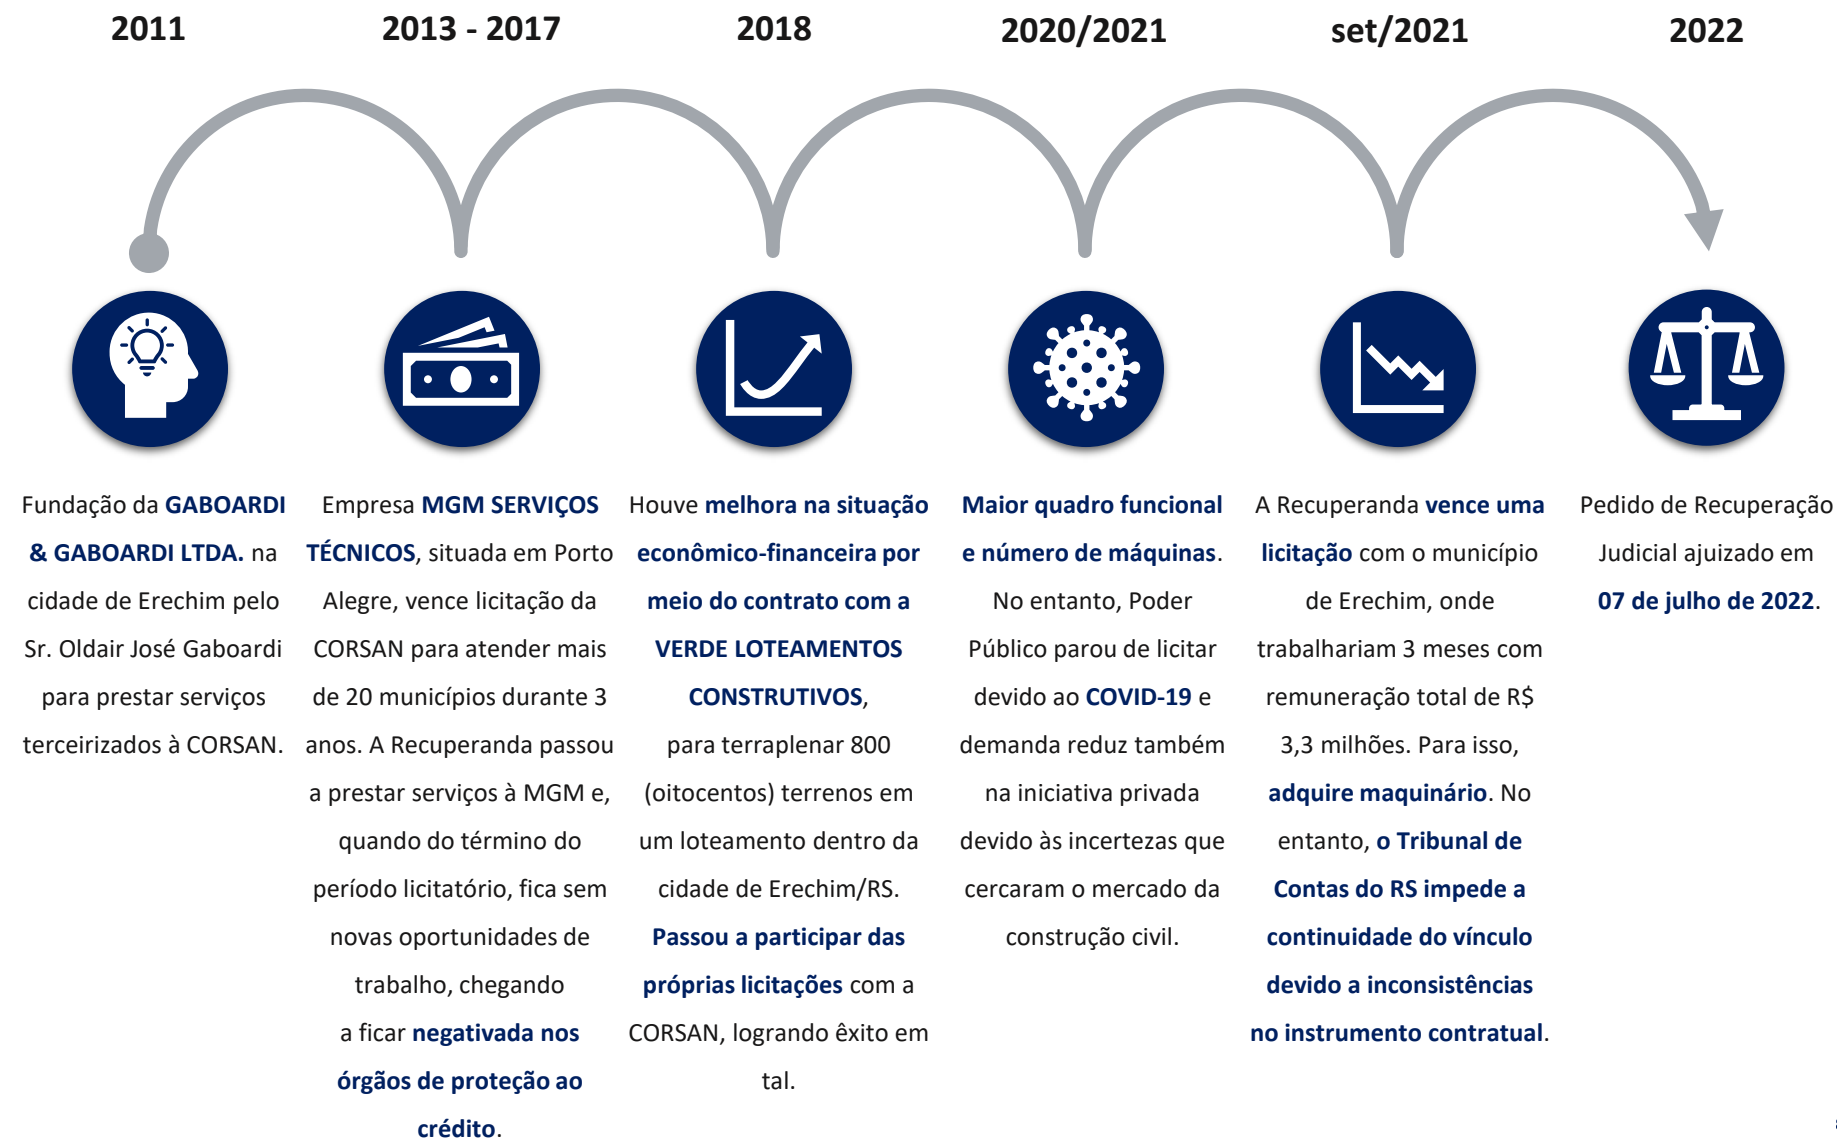 2011
2013 - 2017
2018
2020/2021
set/2021
2022
Fundação da GABOARDI
& GABOARDI LTDA. na
cidade de Erechim pelo
Sr. Oldair José Gaboardi
para prestar serviços
terceirizados à CORSAN.
Empresa MGM SERVIÇOS
TÉCNICOS, situada em Porto
Alegre, vence licitação da
CORSAN para atender mais
de 20 municípios durante 3
anos. A Recuperanda passou
a prestar serviços à MGM e,
quando do término do
período licitatório, fica sem
novas oportunidades de
trabalho, chegando
a ficar negativada nos
órgãos de proteção ao
crédito.
Houve melhora na situação
econômico-financeira por
meio do contrato com a
VERDE LOTEAMENTOS
CONSTRUTIVOS,
para terraplenar 800
(oitocentos) terrenos em
um loteamento dentro da
cidade de Erechim/RS.
Passou a participar das
próprias licitações com a
CORSAN, logrando êxito em
tal.
Maior quadro funcional
e número de máquinas.
No entanto, Poder
Público parou de licitar
devido ao COVID-19 e
demanda reduz também
na iniciativa privada
devido às incertezas que
cercaram o mercado da
construção civil.
A Recuperanda vence uma
licitação com o município
de Erechim, onde
trabalhariam 3 meses com
remuneração total de R$
3,3 milhões. Para isso,
adquire maquinário. No
entanto, o Tribunal de
Contas do RS impede a
continuidade do vínculo
devido a inconsistências
no instrumento contratual.
Pedido de Recuperação
Judicial ajuizado em
07 de julho de 2022.